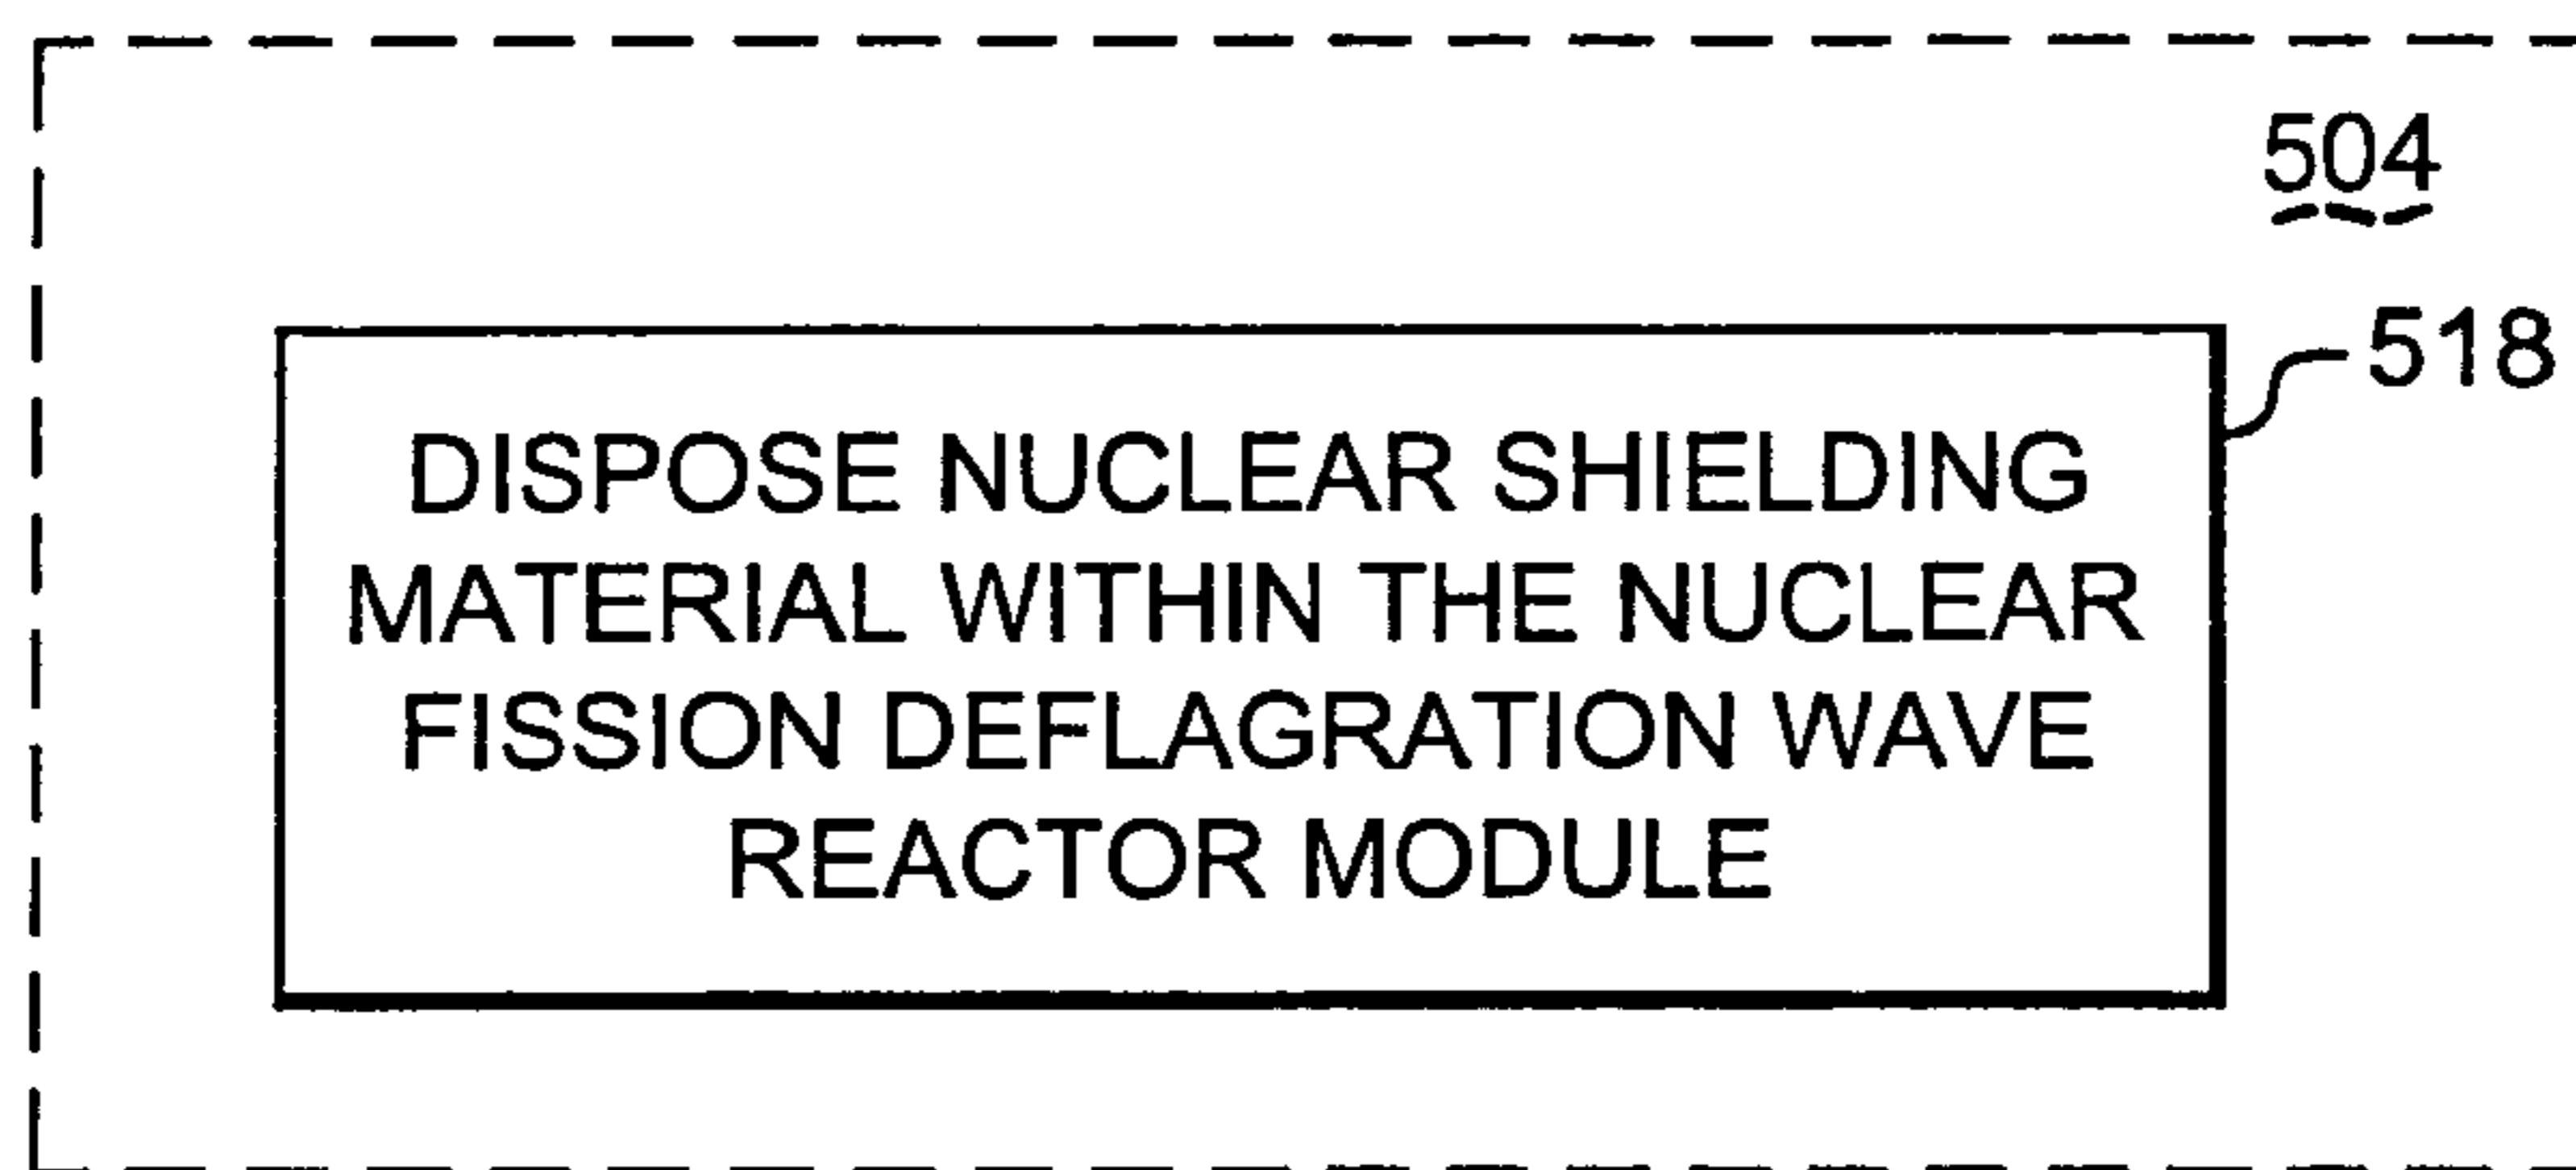 504
518
DISPOSE NUCLEAR SHIELDING
MATERIAL WITHIN THE NUCLEAR
FISSION DEFLAGRATION WAVE
REACTOR MODULE